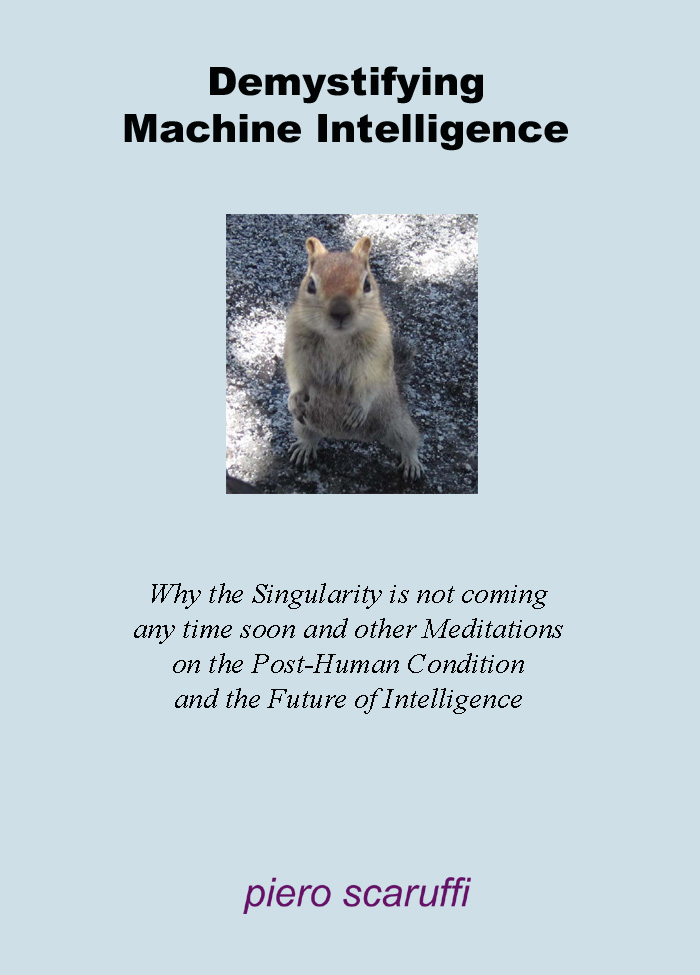 Demystifying
Machine Intelligence
Why the Singularity is not coming
any time soon and other Meditations
on the Post-Human Condition
and the Future of Intelligence
piero scaruffi